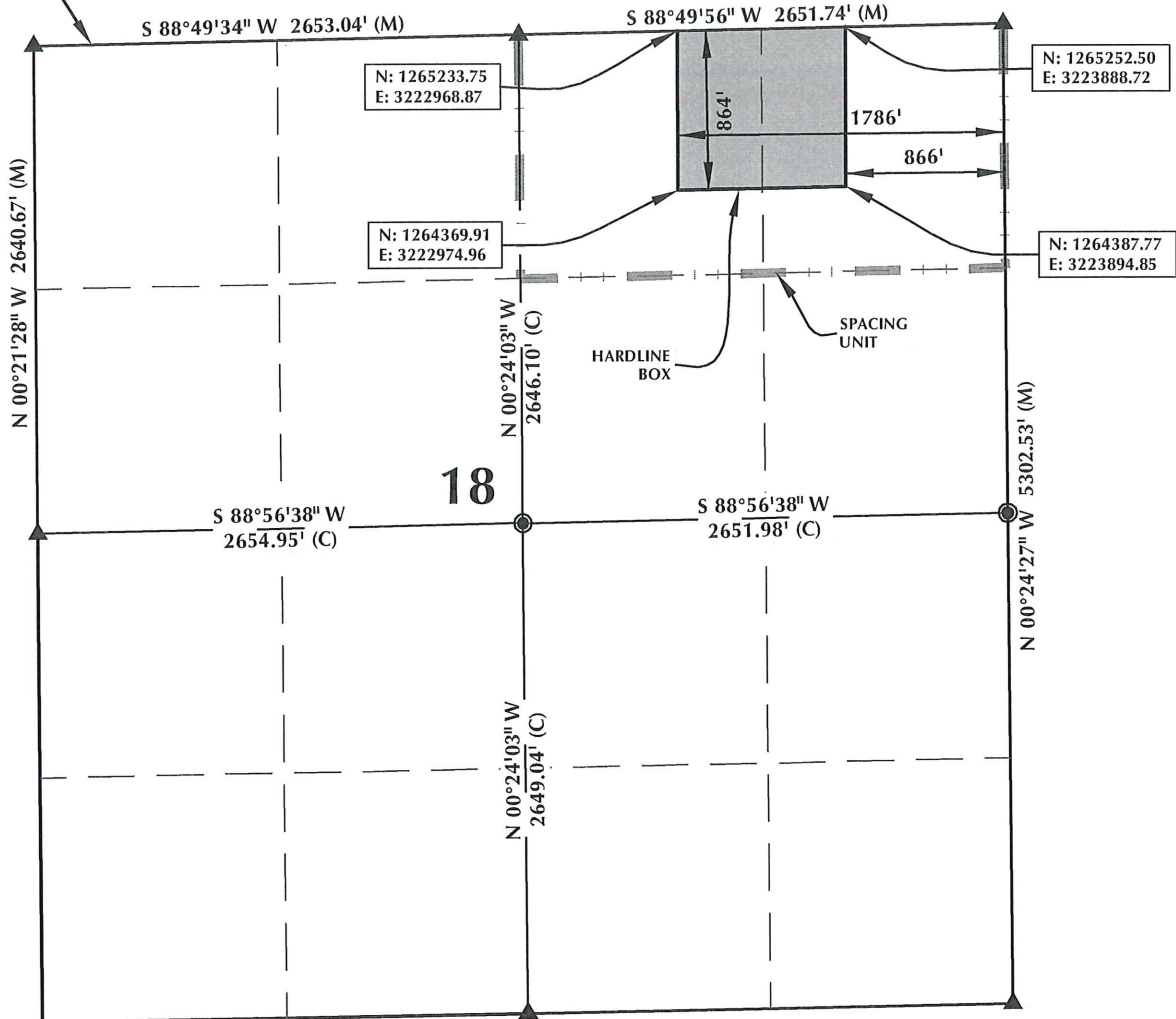 S 88°49'34" W 2653.04' (M)
S 88°49'56" W 2651.74' (M)
N: 1265233.75
E: 3222968.87
N: 1265252.50
E: 3223888.72
864'
1786'
866'
N: 1264369.91
E: 3222974.96
N: 1264387.77
E: 3223894.85
N 00°21'28" W 2640.67' (M)
N 00°24'03" W
2646.10' (C)
HARDLINE
BOX
SPACING
UNIT
N 00°24'27" W 5302.53' (M)
18
S 88°56'38" W
2654.95' (C)
S 88°56'38" W
2651.98' (C)
N 00°24'03" W
2649.04' (C)